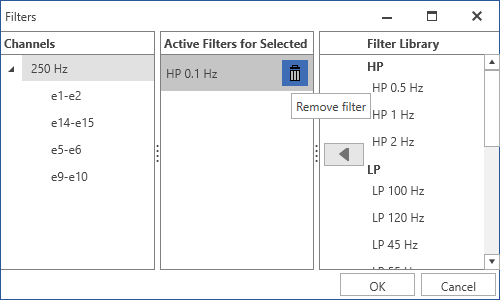 Filters
Channels
250 Hz
e1-e2
e14-e15
e5-e6
e9-e10
Active Filters for Selected
HP 0.1 Hz
Remove filter
Filter Library
HP
HP 0.5 Hz
HP 1 Hz
HP 2 Hz
LP
LP 100 Hz
LP 120 Hz
LP 45 Hz
OK
Cancel